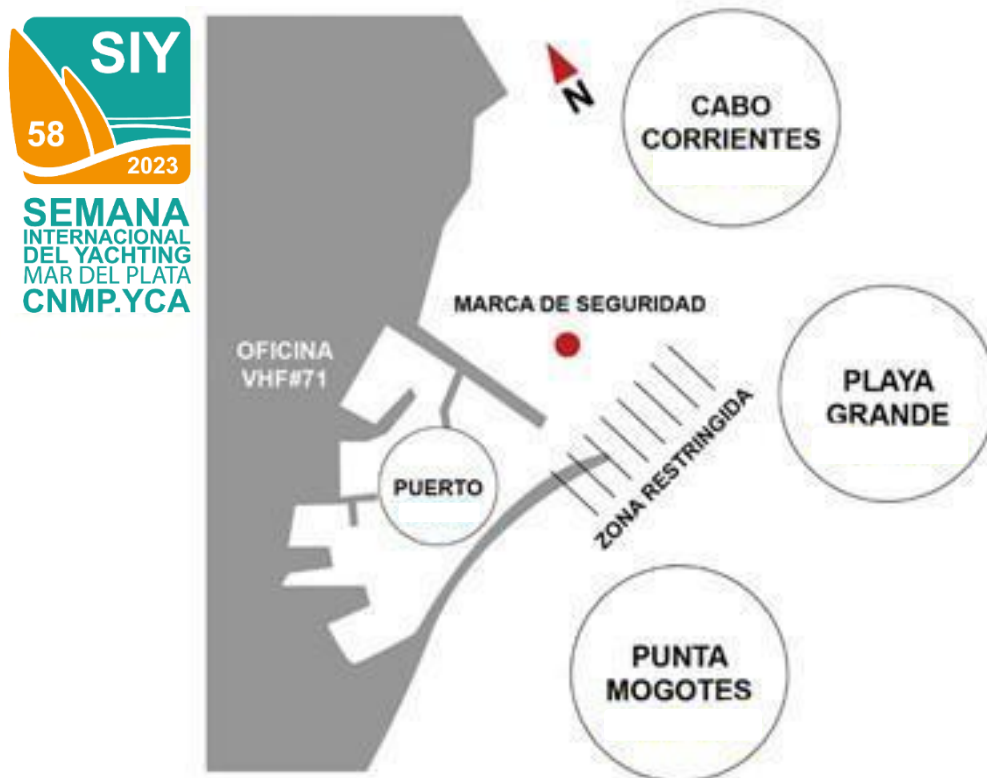 SIY
58
2023
SEMANA
INTERNACIONAL
DEL YACHTING
MAR DEL PLATA
CNMP.YCA
N
CABO
CORRIENTES
MARCA DE SEGURIDAD
OFICINA
VHF#71
PLAYA
GRANDE
PUERTO
ZONA RESTRINGIDA
PUNTA
MOGOTES